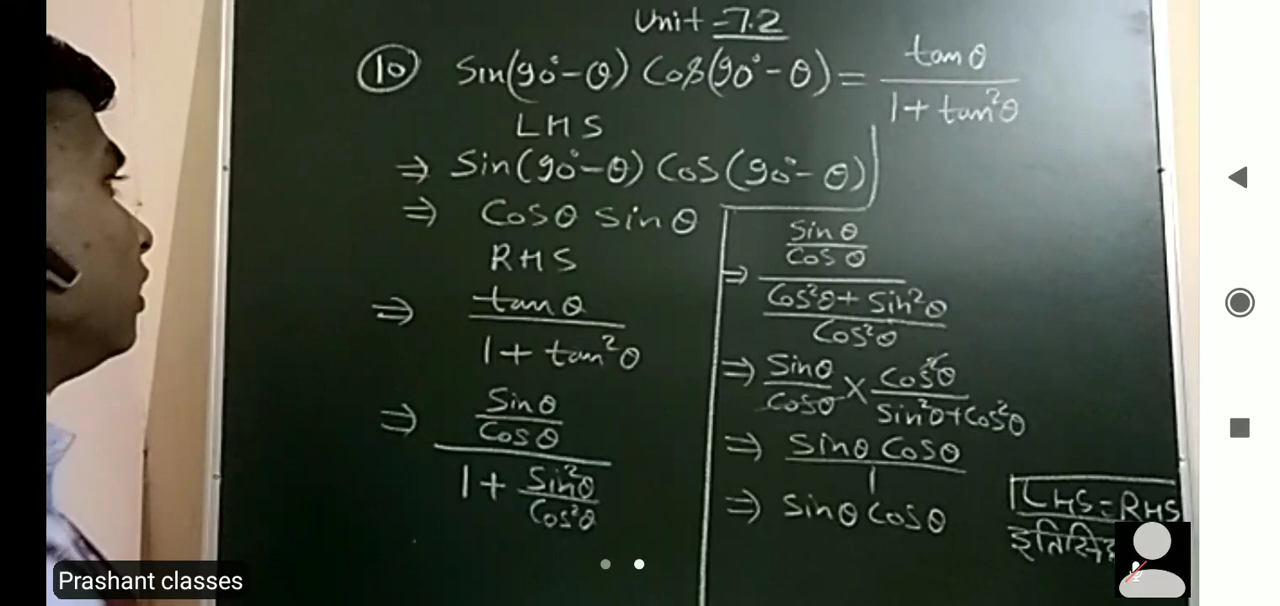 Unit - 7.2
10 Sin(90°-θ) Cos(90°-θ) = tanθ / 1 + tan²θ
LHS
⇒ Sin(90°-θ) Cos(90°-θ)
⇒ Cosθ Sinθ
RHS
⇒ tanθ / 1 + tan²θ
⇒ Sinθ/Cosθ / 1 + Sin²θ/Cos²θ
⇒ Sinθ/Cosθ / Cos²θ + Sin²θ/Cos²θ
⇒ Sinθ/Cosθ × Cos²θ/Sin²θ + Cos²θ
⇒ Sinθ Cosθ / 1
⇒ Sinθ Cosθ
LHS = RHS
Prashant classes